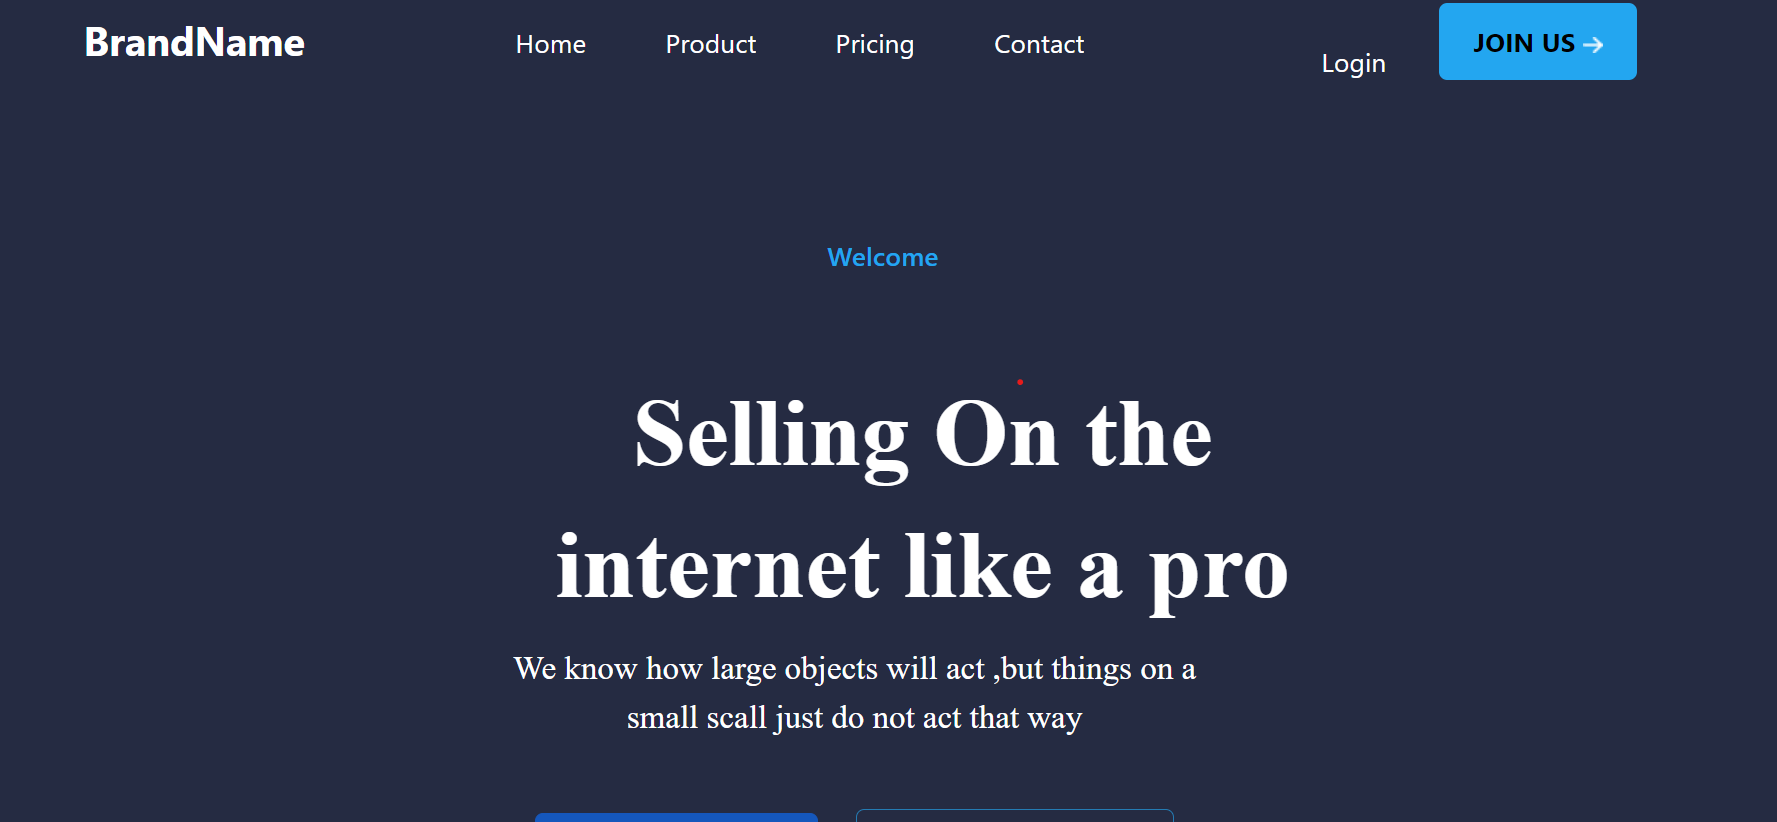 BrandName
Home
Product
Pricing
Contact
Login
JOIN US
Welcome
Selling On the
internet like a pro
We know how large objects will act ,but things on a
small scall just do not act that way